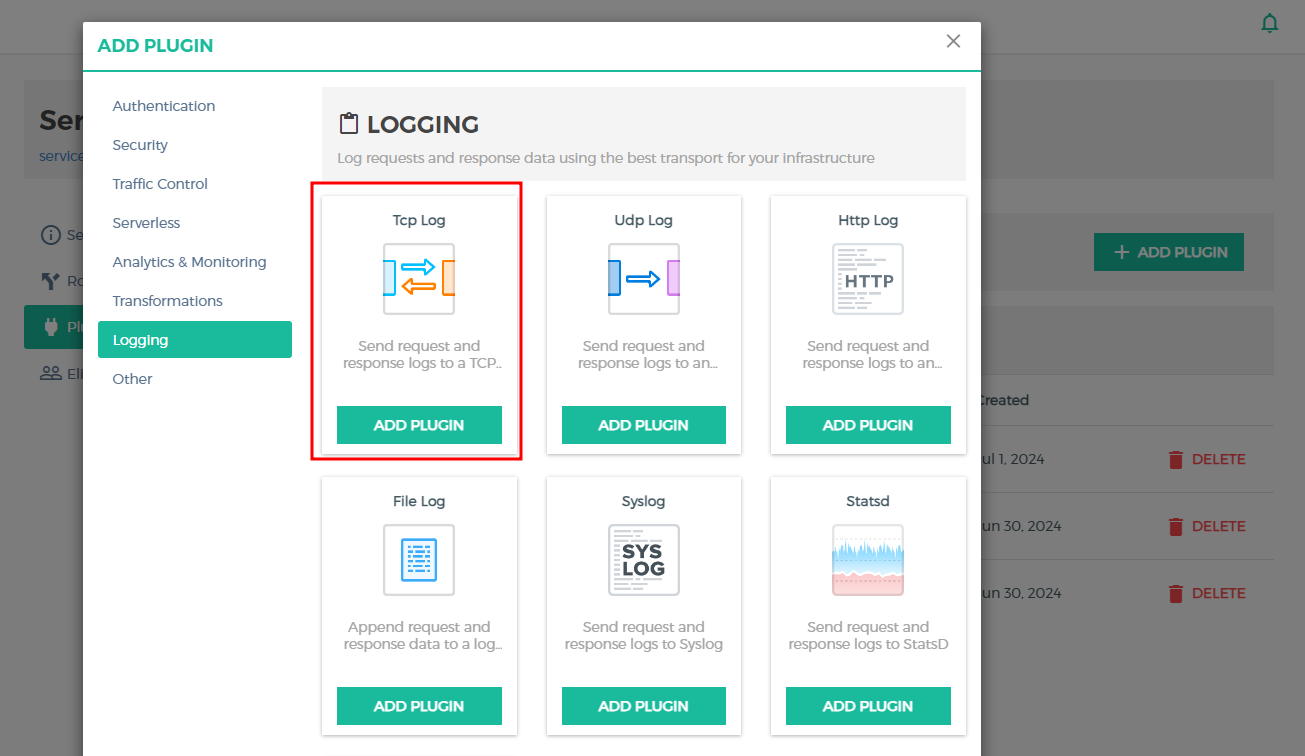 ADD PLUGIN
Authentication
Security
Traffic Control
Serverless
Analytics & Monitoring
Transformations
Logging
Other
LOGGING
Log requests and response data using the best transport for your infrastructure
Tcp Log
Send request and
response logs to a TCP..
ADD PLUGIN
Udp Log
Send request and
response logs to an...
ADD PLUGIN
Http Log
HTTP
Send request and
response logs to an...
ADD PLUGIN
File Log
Append request and
response data to a log...
ADD PLUGIN
Syslog
SYS
LOG
Send request and
response logs to Syslog
ADD PLUGIN
Statsd
Send request and
response logs to StatsD
ADD PLUGIN
Ser
service
Se
Ro
Plu
Eli
ADD PLUGIN
Created
ul 1, 2024
DELETE
un 30, 2024
DELETE
un 30, 2024
DELETE